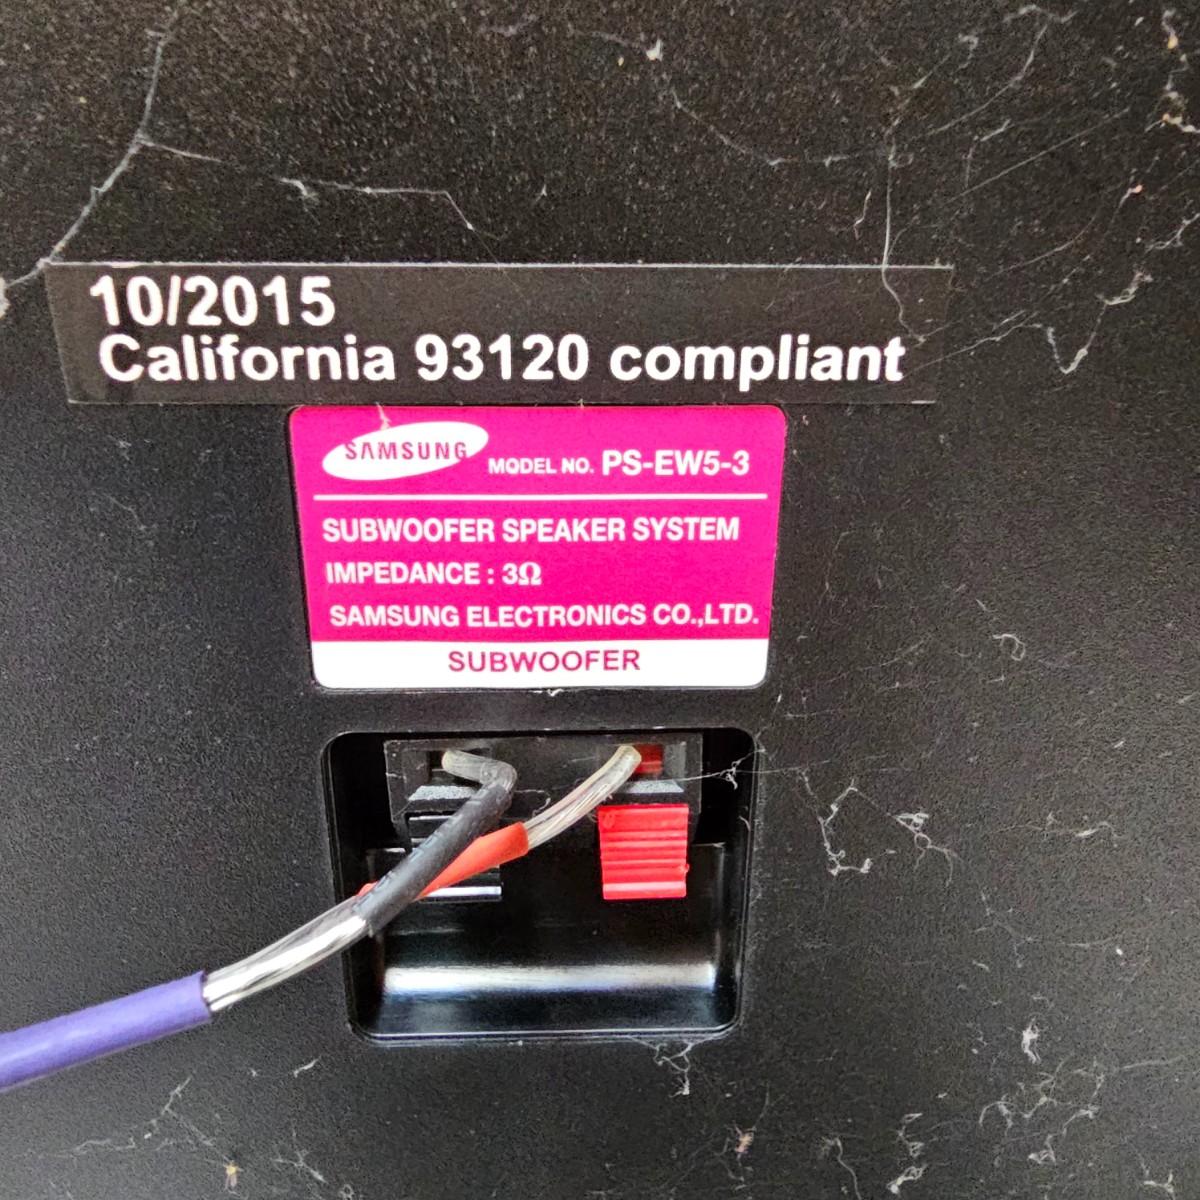 10/2015
California 93120 compliant
SAMSUNG MODEL NO. PS-EW5-3
SUBWOOFER SPEAKER SYSTEM
IMPEDANCE : 3Ω
SAMSUNG ELECTRONICS CO.,LTD.
SUBWOOFER